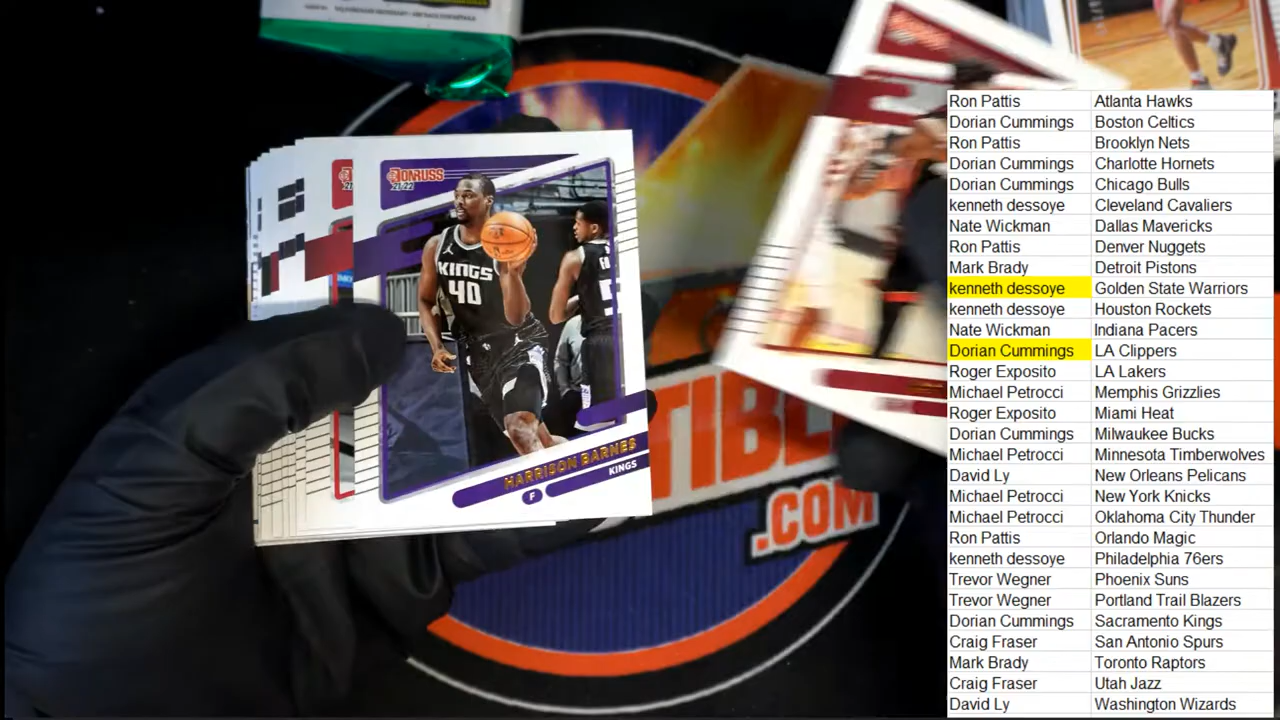 DONRUSS
21/22
KINGS
40
HARRISON BARNES
KINGS
F
TIBL
.COM
Ron Pattis Atlanta Hawks
Dorian Cummings Boston Celtics
Ron Pattis Brooklyn Nets
Dorian Cummings Charlotte Hornets
Dorian Cummings Chicago Bulls
kenneth dessoye Cleveland Cavaliers
Nate Wickman Dallas Mavericks
Ron Pattis Denver Nuggets
Mark Brady Detroit Pistons
kenneth dessoye Golden State Warriors
kenneth dessoye Houston Rockets
Nate Wickman Indiana Pacers
Dorian Cummings LA Clippers
Roger Exposito LA Lakers
Michael Petrocci Memphis Grizzlies
Roger Exposito Miami Heat
Dorian Cummings Milwaukee Bucks
Michael Petrocci Minnesota Timberwolves
David Ly New Orleans Pelicans
Michael Petrocci New York Knicks
Michael Petrocci Oklahoma City Thunder
Ron Pattis Orlando Magic
kenneth dessoye Philadelphia 76ers
Trevor Wegner Phoenix Suns
Trevor Wegner Portland Trail Blazers
Dorian Cummings Sacramento Kings
Craig Fraser San Antonio Spurs
Mark Brady Toronto Raptors
Craig Fraser Utah Jazz
David Ly Washington Wizards